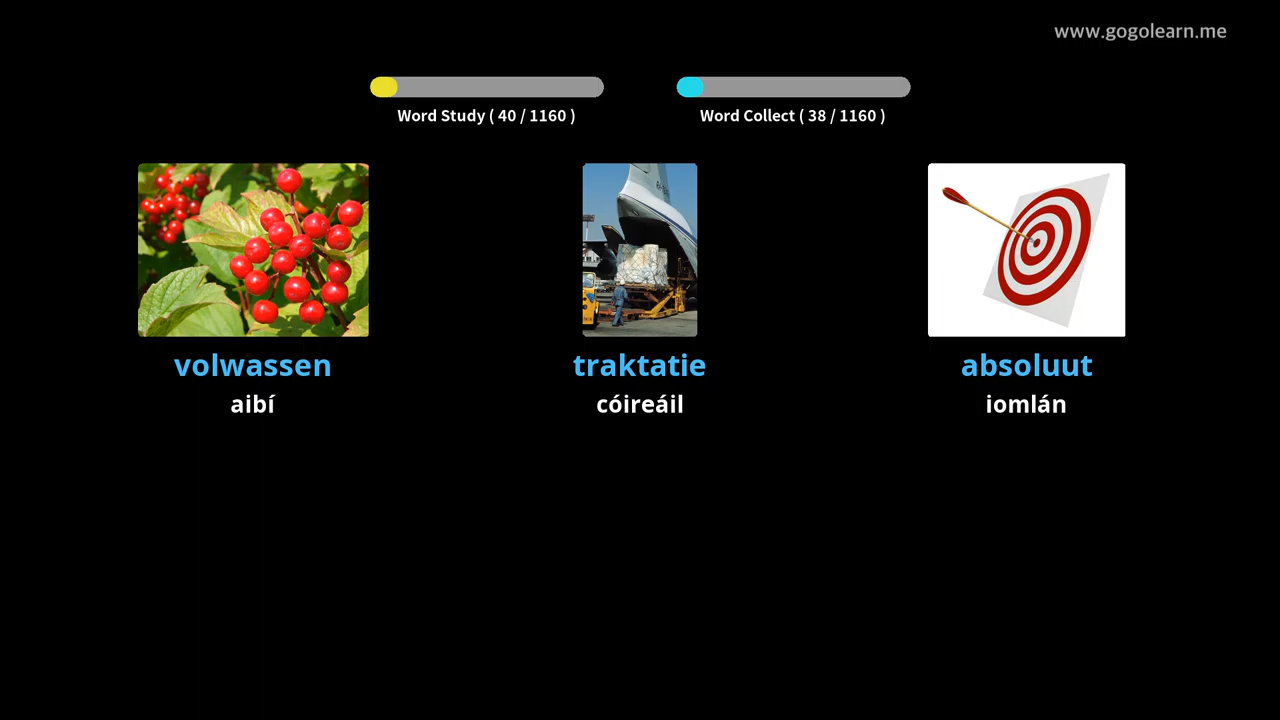 www.gogolearn.me
Word Study ( 40 / 1160 )
Word Collect ( 38 / 1160 )
volwassen
traktatie
absoluut
aibí
cóireáil
iomlán